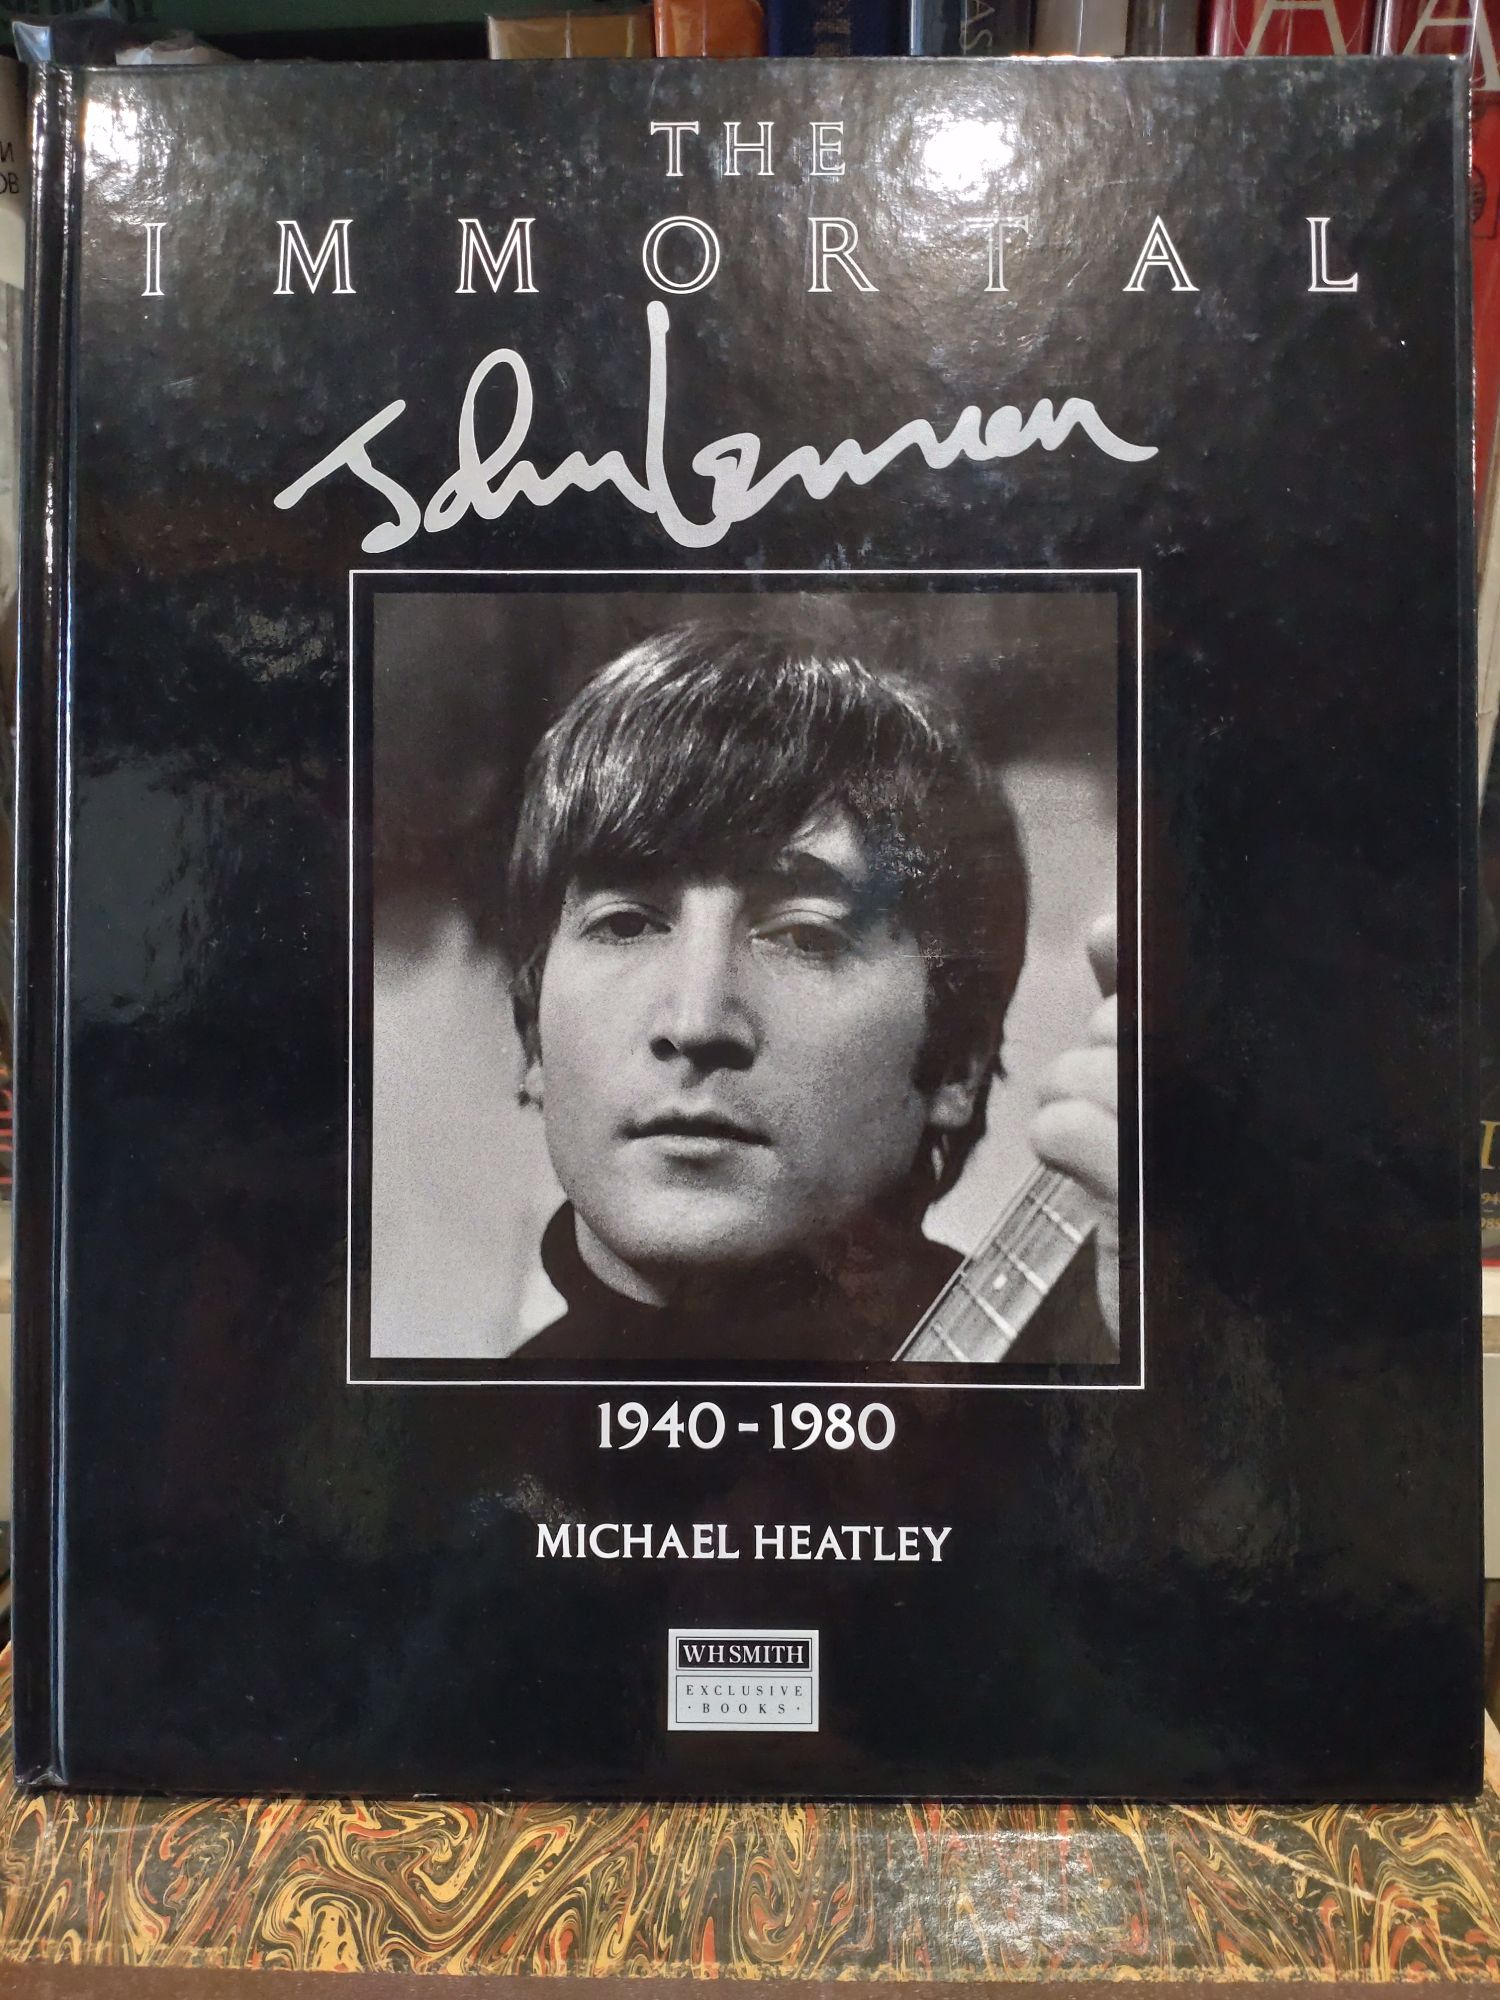 THE
IMMORTAL
John Lennon
1940-1980
MICHAEL HEATLEY
WHSMITH
EXCLUSIVE
· BOOKS ·